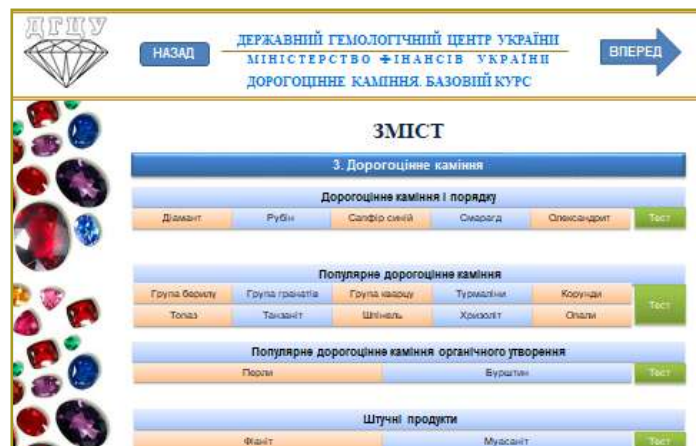 ДГЦУ
НАЗАД
ДЕРЖАВНИЙ ГЕМОЛОГІЧНИЙ ЦЕНТР УКРАЇНИ
МІНІСТЕРСТВО ФІНАНСІВ УКРАЇНИ
ДОРОГОЦІННЕ КАМІННЯ. БАЗОВИЙ КУРС
ВПЕРЕД
ЗМІСТ
3. Дорогоцінне каміння
Дорогоцінне каміння І порядку
Діамант Рубін Сапфір синій Смарагд Олександрит Тест
Популярне дорогоцінне каміння
Група берилу Група гранатів Група кварцу Турмаліни Корунди Тест
Топаз Танзаніт Шпінель Хризоліт Опали
Популярне дорогоцінне каміння органічного утворення
Перли Бурштин Тест
Штучні продукти
Фіаніт Муасаніт Тест